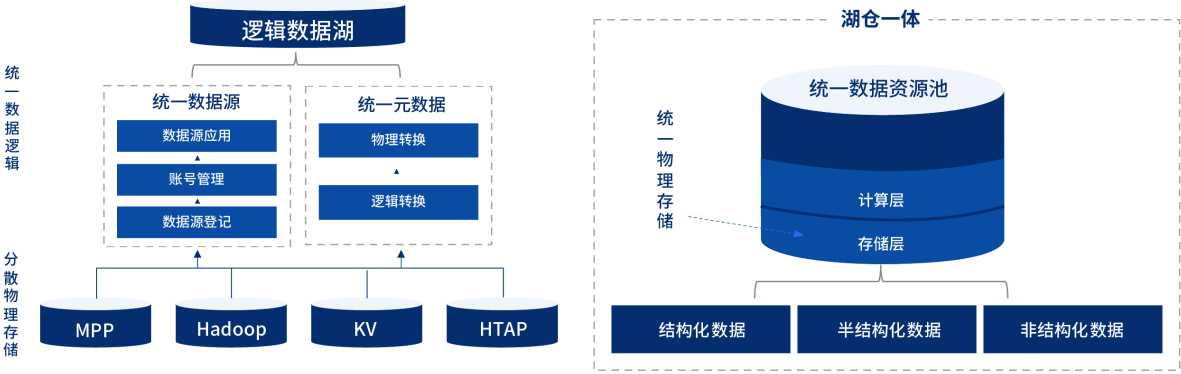 逻辑数据湖
统一数据逻辑
统一数据源
数据源应用
账号管理
数据源登记
统一元数据
物理转换
逻辑转换
分散物理存储
MPP
Hadoop
KV
HTAP
湖仓一体
统一数据资源池
统一物理存储
计算层
存储层
结构化数据
半结构化数据
非结构化数据